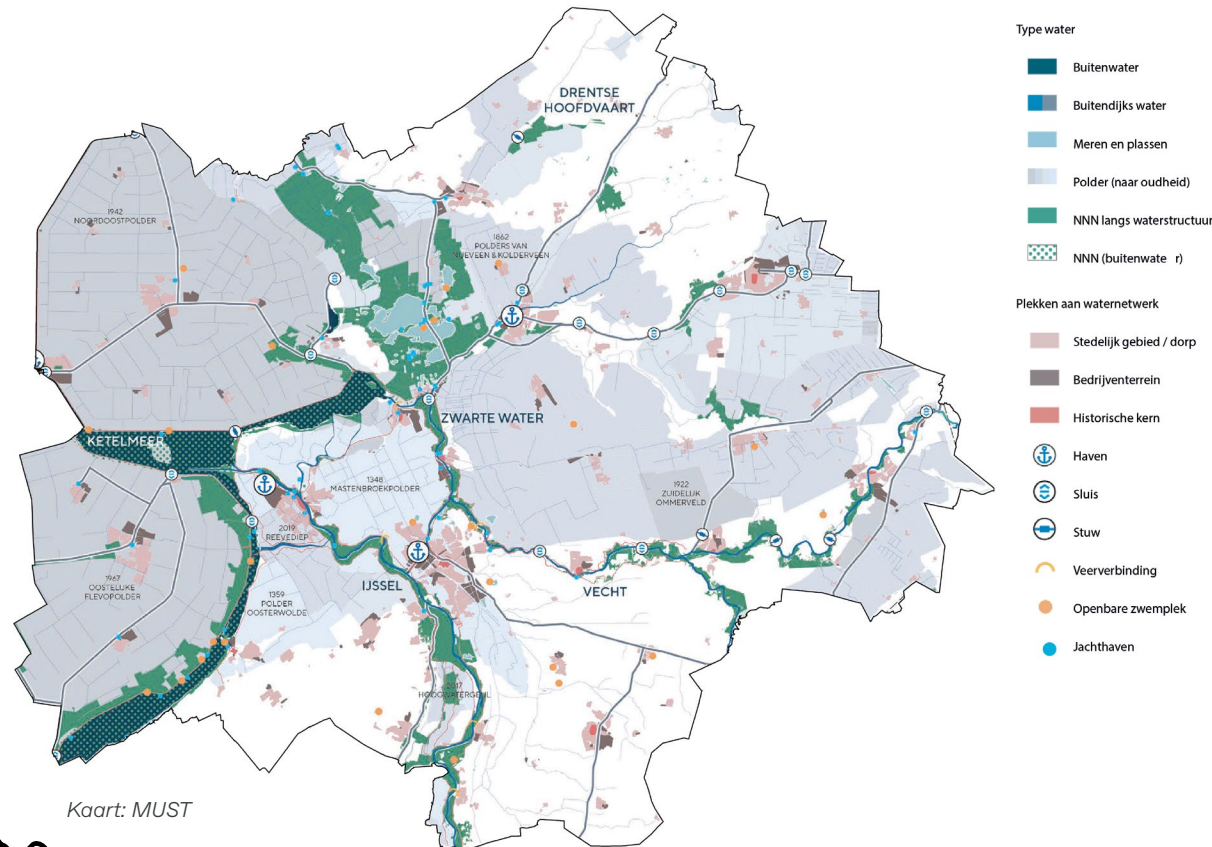 DRENTSE
HOOFDVAART
1942
NOORDOOSTPOLDER
1862
POLDERS VAN
NIJEVEEN & KOLDERVEEN
ZWARTE WATER
KETELMEER
1348
MASTENBROEKPOLDER
1922
ZUIDELIJK
OMMERVELD
2019
REEVEDIEP
1967
OOSTELIJKE
FLEVOPOLDER
1359
POLDER
OOSTERWOLDE
IJSSEL
VECHT
HOOGWATERGEUL
Kaart: MUST
Type water
Buitenwater
Buitendijks water
Meren en plassen
Polder (naar oudheid)
NNN langs waterstructuur
NNN (buitenwate r)
Plekken aan waternetwerk
Stedelijk gebied / dorp
Bedrijventerrein
Historische kern
Haven
Sluis
Stuw
Veerverbinding
Openbare zwemplek
Jachthaven